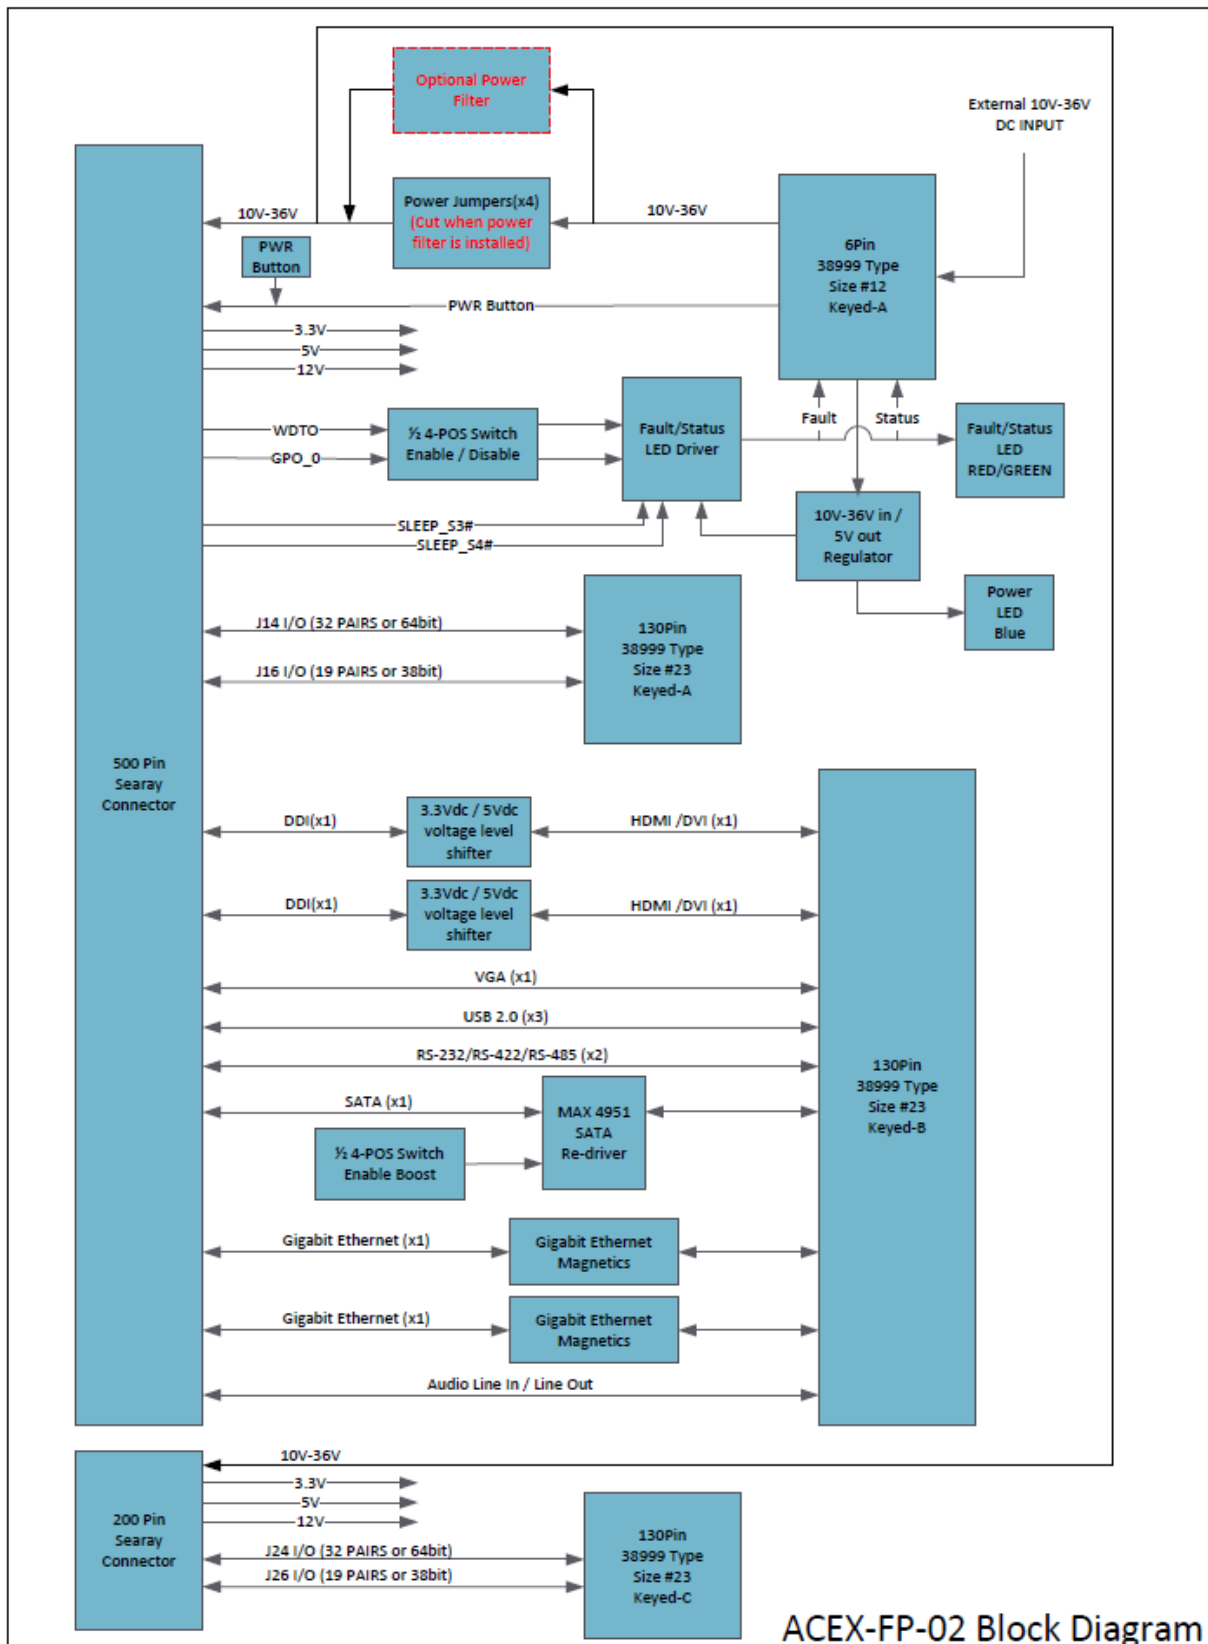 Optional Power
Filter
External 10V-36V
DC INPUT
Power Jumpers(x4)
(Cut when power
filter is installed)
10V-36V
10V-36V
6Pin
38999 Type
Size #12
Keyed-A
PWR
Button
PWR Button
3.3V
5V
12V
WDTO
GPO_0
½ 4-POS Switch
Enable / Disable
Fault/Status
LED Driver
Fault
Status
Fault/Status
LED
RED/GREEN
SLEEP_S3#
SLEEP_S4#
10V-36V in /
5V out
Regulator
Power
LED
Blue
J14 I/O (32 PAIRS or 64bit)
J16 I/O (19 PAIRS or 38bit)
130Pin
38999 Type
Size #23
Keyed-A
500 Pin
Searay
Connector
DDI(x1)
3.3Vdc / 5Vdc
voltage level
shifter
HDMI /DVI (x1)
DDI(x1)
3.3Vdc / 5Vdc
voltage level
shifter
HDMI /DVI (x1)
VGA (x1)
USB 2.0 (x3)
RS-232/RS-422/RS-485 (x2)
SATA (x1)
MAX 4951
SATA
Re-driver
½ 4-POS Switch
Enable Boost
130Pin
38999 Type
Size #23
Keyed-B
Gigabit Ethernet (x1)
Gigabit Ethernet
Magnetics
Gigabit Ethernet (x1)
Gigabit Ethernet
Magnetics
Audio Line In / Line Out
10V-36V
3.3V
5V
12V
200 Pin
Searay
Connector
J24 I/O (32 PAIRS or 64bit)
J26 I/O (19 PAIRS or 38bit)
130Pin
38999 Type
Size #23
Keyed-C
ACEX-FP-02 Block Diagram